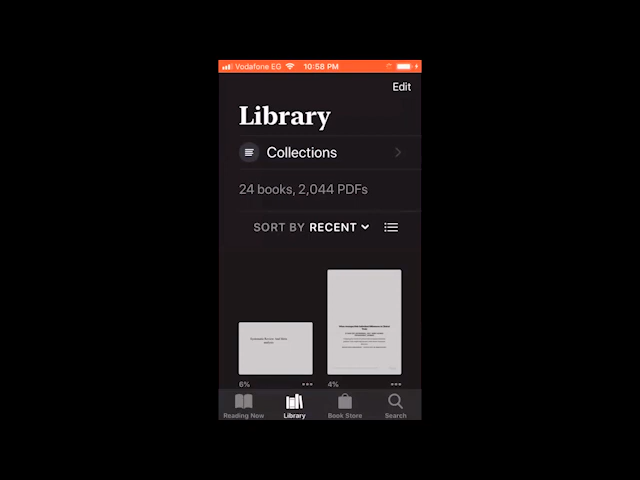 Vodafone EG 10:58 PM
Edit
Library
Collections
24 books, 2,044 PDFs
SORT BY RECENT
6% 4%
Reading Now Library Book Store Search